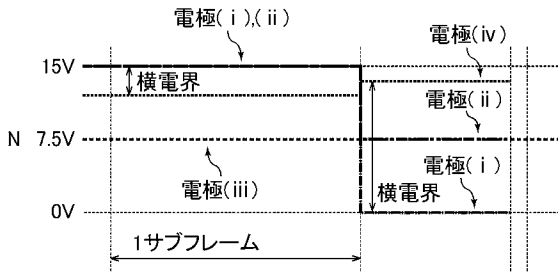 電極(ⅰ),(ⅱ)
電極(ⅳ)
15V
横電界
電極(ⅱ)
N 7.5V
電極(ⅲ)
電極(ⅰ)
横電界
0V
1サブフレーム